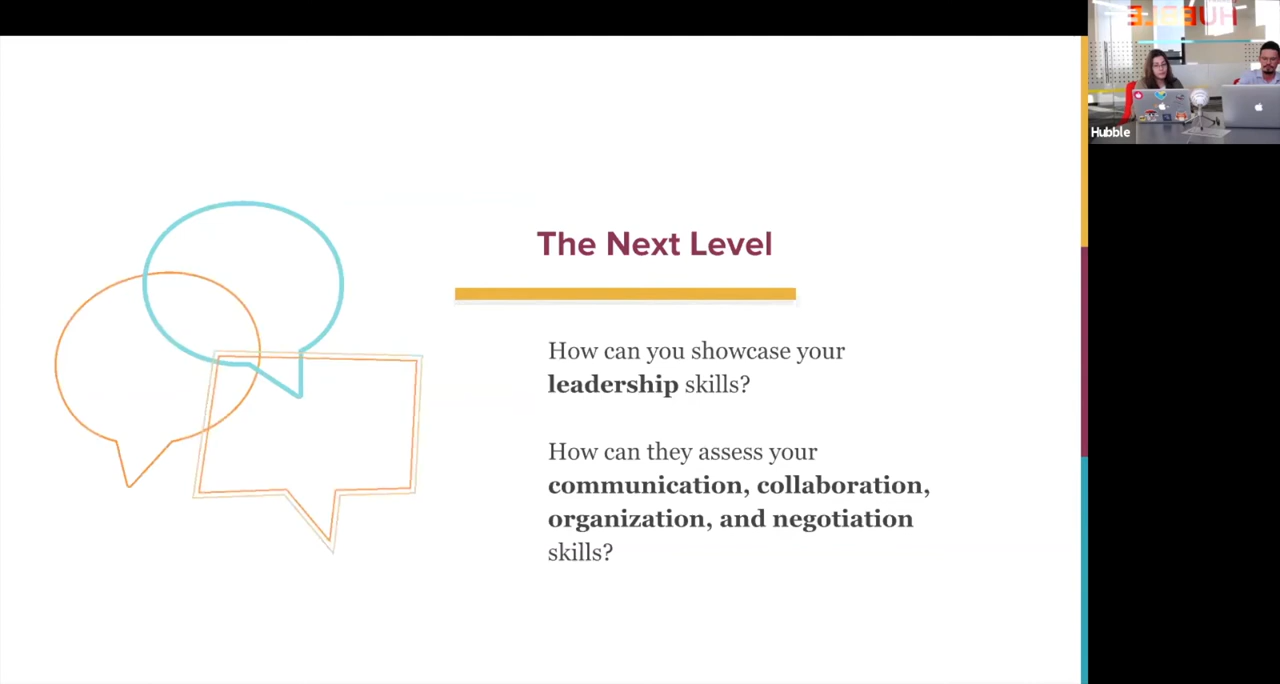 HUBBLE
Hubble
The Next Level
How can you showcase your
leadership skills?
How can they assess your
communication, collaboration,
organization, and negotiation
skills?